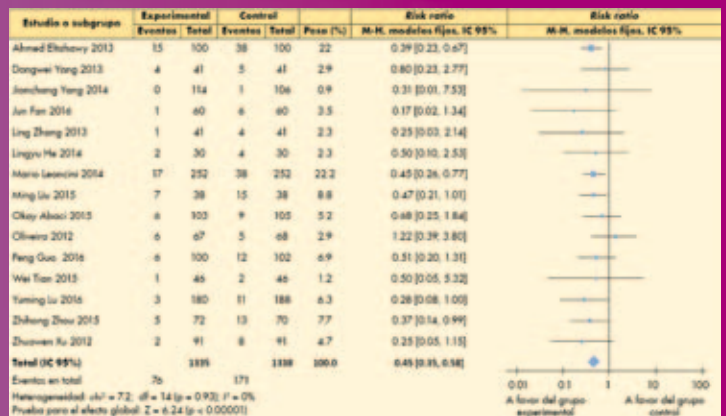 Estudio o subgrupo Experimental Control Peso (%) Risk ratio Risk ratio
Eventos Total Eventos Total M-H. modelos fijos. IC 95% M-H. modelos fijos. IC 95%
Ahmed Eltahawy 2013 15 100 38 100 22 0.39 [0.23, 0.67]
Dongwei Yang 2013 4 41 5 41 2.9 0.80 [0.23, 2.77]
Jianchang Yang 2014 0 114 1 106 0.9 0.31 [0.01, 7.53]
Jun Fan 2016 1 60 6 60 3.5 0.17 [0.02, 1.34]
Ling Zhang 2013 1 41 4 41 2.3 0.25 [0.03, 2.14]
Lingyu He 2014 2 30 4 30 2.3 0.50 [0.10, 2.53]
Mario Leoncini 2014 17 252 38 252 22.2 0.45 [0.26, 0.77]
Ming Liu 2015 7 38 15 38 8.8 0.47 [0.21, 1.01]
Okay Abaci 2015 6 103 9 105 5.2 0.68 [0.25, 1.84]
Oliveira 2012 6 67 5 68 2.9 1.22 [0.39, 3.80]
Feng Guo 2016 6 100 12 102 6.9 0.51 [0.20, 1.31]
Wei Tian 2015 1 46 2 46 1.2 0.50 [0.05, 5.32]
Yuming Lu 2016 3 180 11 188 6.3 0.28 [0.08, 1.00]
Zhihong Zhou 2015 5 72 13 70 7.7 0.37 [0.14, 0.99]
Zhuowen Xu 2012 2 91 8 91 4.7 0.25 [0.05, 1.15]
Total (IC 95%) 1335 1338 100.0 0.45 [0.35, 0.58]
Eventos en total 76 171
Heterogeneidad: chi² = 7.2; df = 14 (p = 0.93); I² = 0%
Prueba para el efecto global: Z = 6.24 (p < 0.00001)
0.01 0.1 1 10 100
A favor del grupo A favor del grupo
experimental control